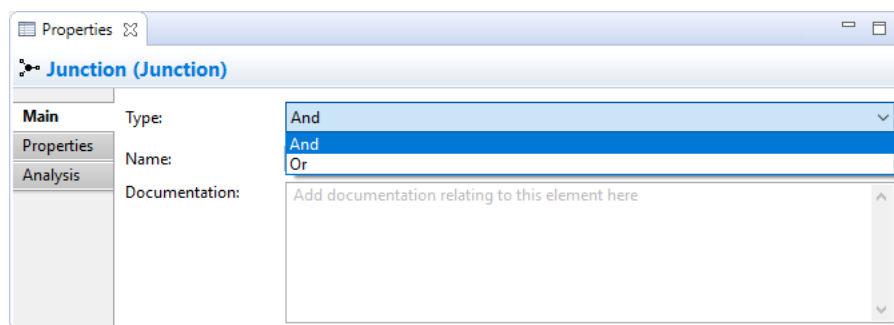 Properties
Junction (Junction)
Main
Type:
And
Properties
And
Name:
Or
Analysis
Documentation:
Add documentation relating to this element here